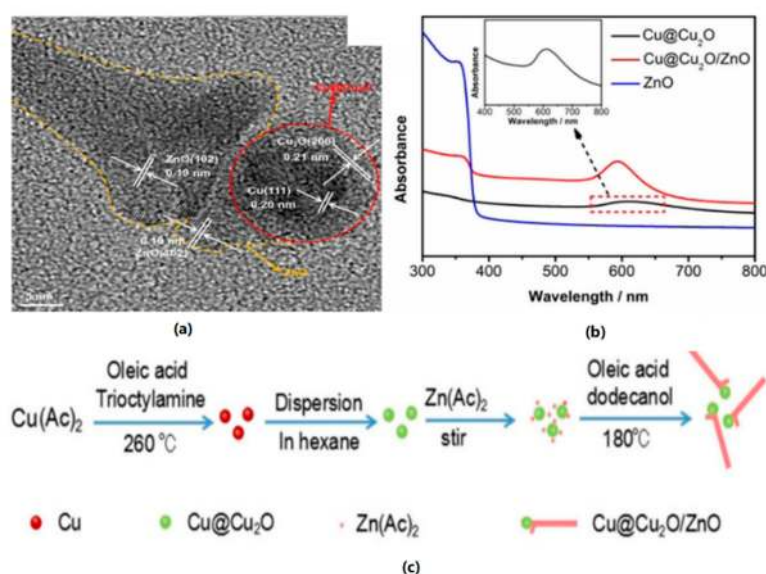 Cu₂O(200)
0.21 nm
ZnO(102)
0.19 nm
Cu(111)
0.20 nm
0.19 nm
ZnO(102)
5 nm
(a)
Absorbance
Absorbance
400 500 600 700 800
Wavelength / nm
Cu@Cu₂O
Cu@Cu₂O/ZnO
ZnO
300 400 500 600 700 800
Wavelength / nm
(b)
Cu(Ac)₂
Oleic acid
Trioctylamine
260 °C
Dispersion
In hexane
Zn(Ac)₂
stir
Oleic acid
dodecanol
180°C
Cu
Cu@Cu₂O
Zn(Ac)₂
Cu@Cu₂O/ZnO
(c)